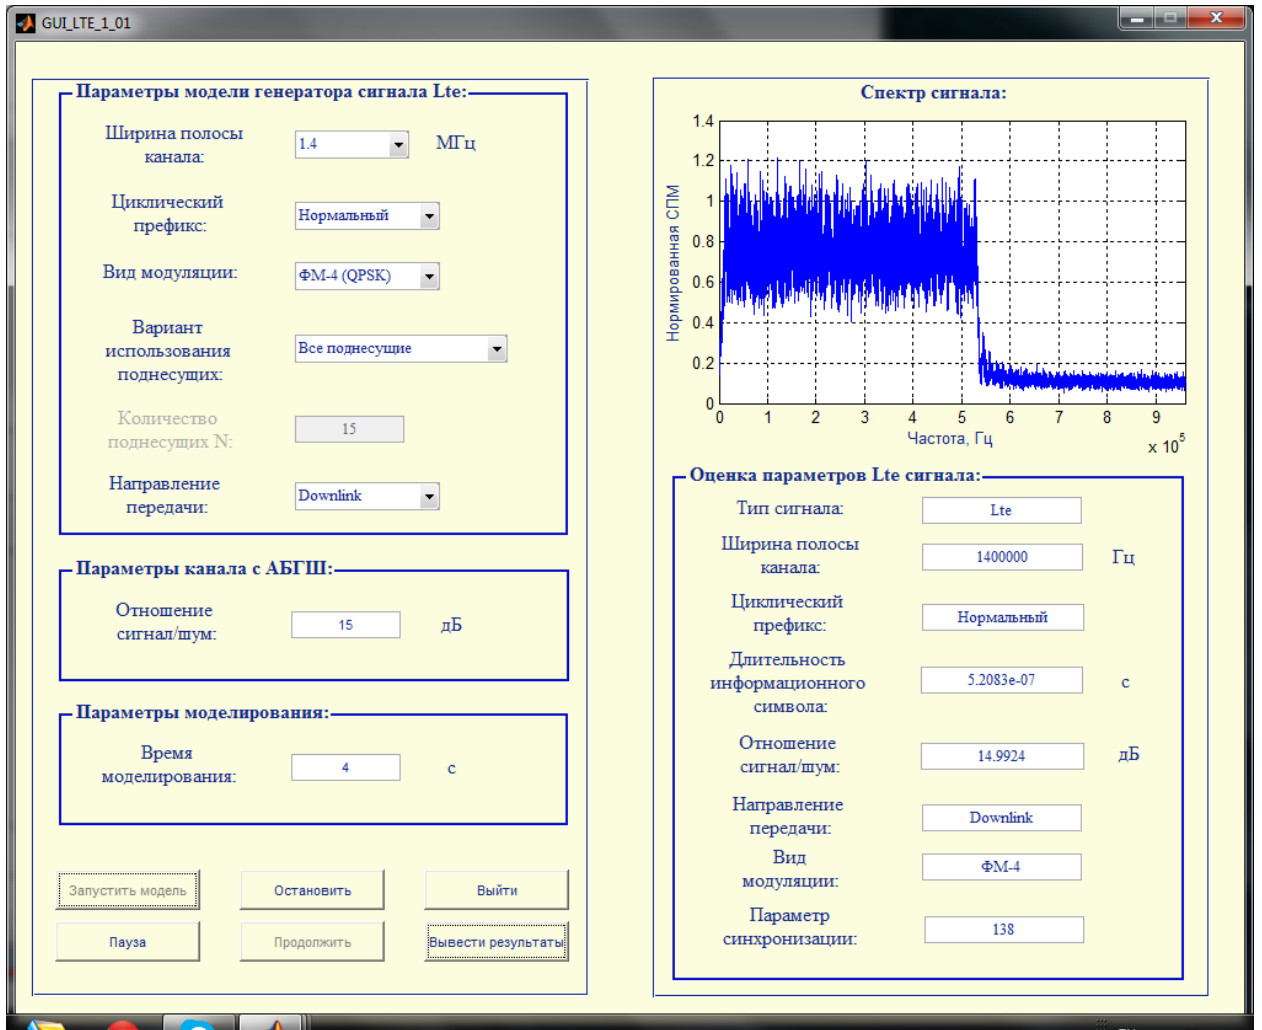 GUI_LTE_1_01
Параметры модели генератора сигнала Lte:
Ширина полосы
канала:
1.4
МГц
Циклический
префикс:
Нормальный
Вид модуляции:
ФМ-4 (QPSK)
Вариант
использования
поднесущих:
Все поднесущие
Количество
поднесущих N:
15
Направление
передачи:
Downlink
Параметры канала с АБГШ:
Отношение
сигнал/шум:
15
дБ
Параметры моделирования:
Время
моделирования:
4
с
Запустить модель
Остановить
Выйти
Пауза
Продолжить
Вывести результаты
Спектр сигнала:
Нормированная СПМ
1.4
1.2
1
0.8
0.6
0.4
0.2
0
0 1 2 3 4 5 6 7 8 9
Частота, Гц
x 10^5
Оценка параметров Lte сигнала:
Тип сигнала:
Lte
Ширина полосы
канала:
1400000
Гц
Циклический
префикс:
Нормальный
Длительность
информационного
символа:
5.2083e-07
с
Отношение
сигнал/шум:
14.9924
дБ
Направление
передачи:
Downlink
Вид
модуляции:
ФМ-4
Параметр
синхронизации:
138